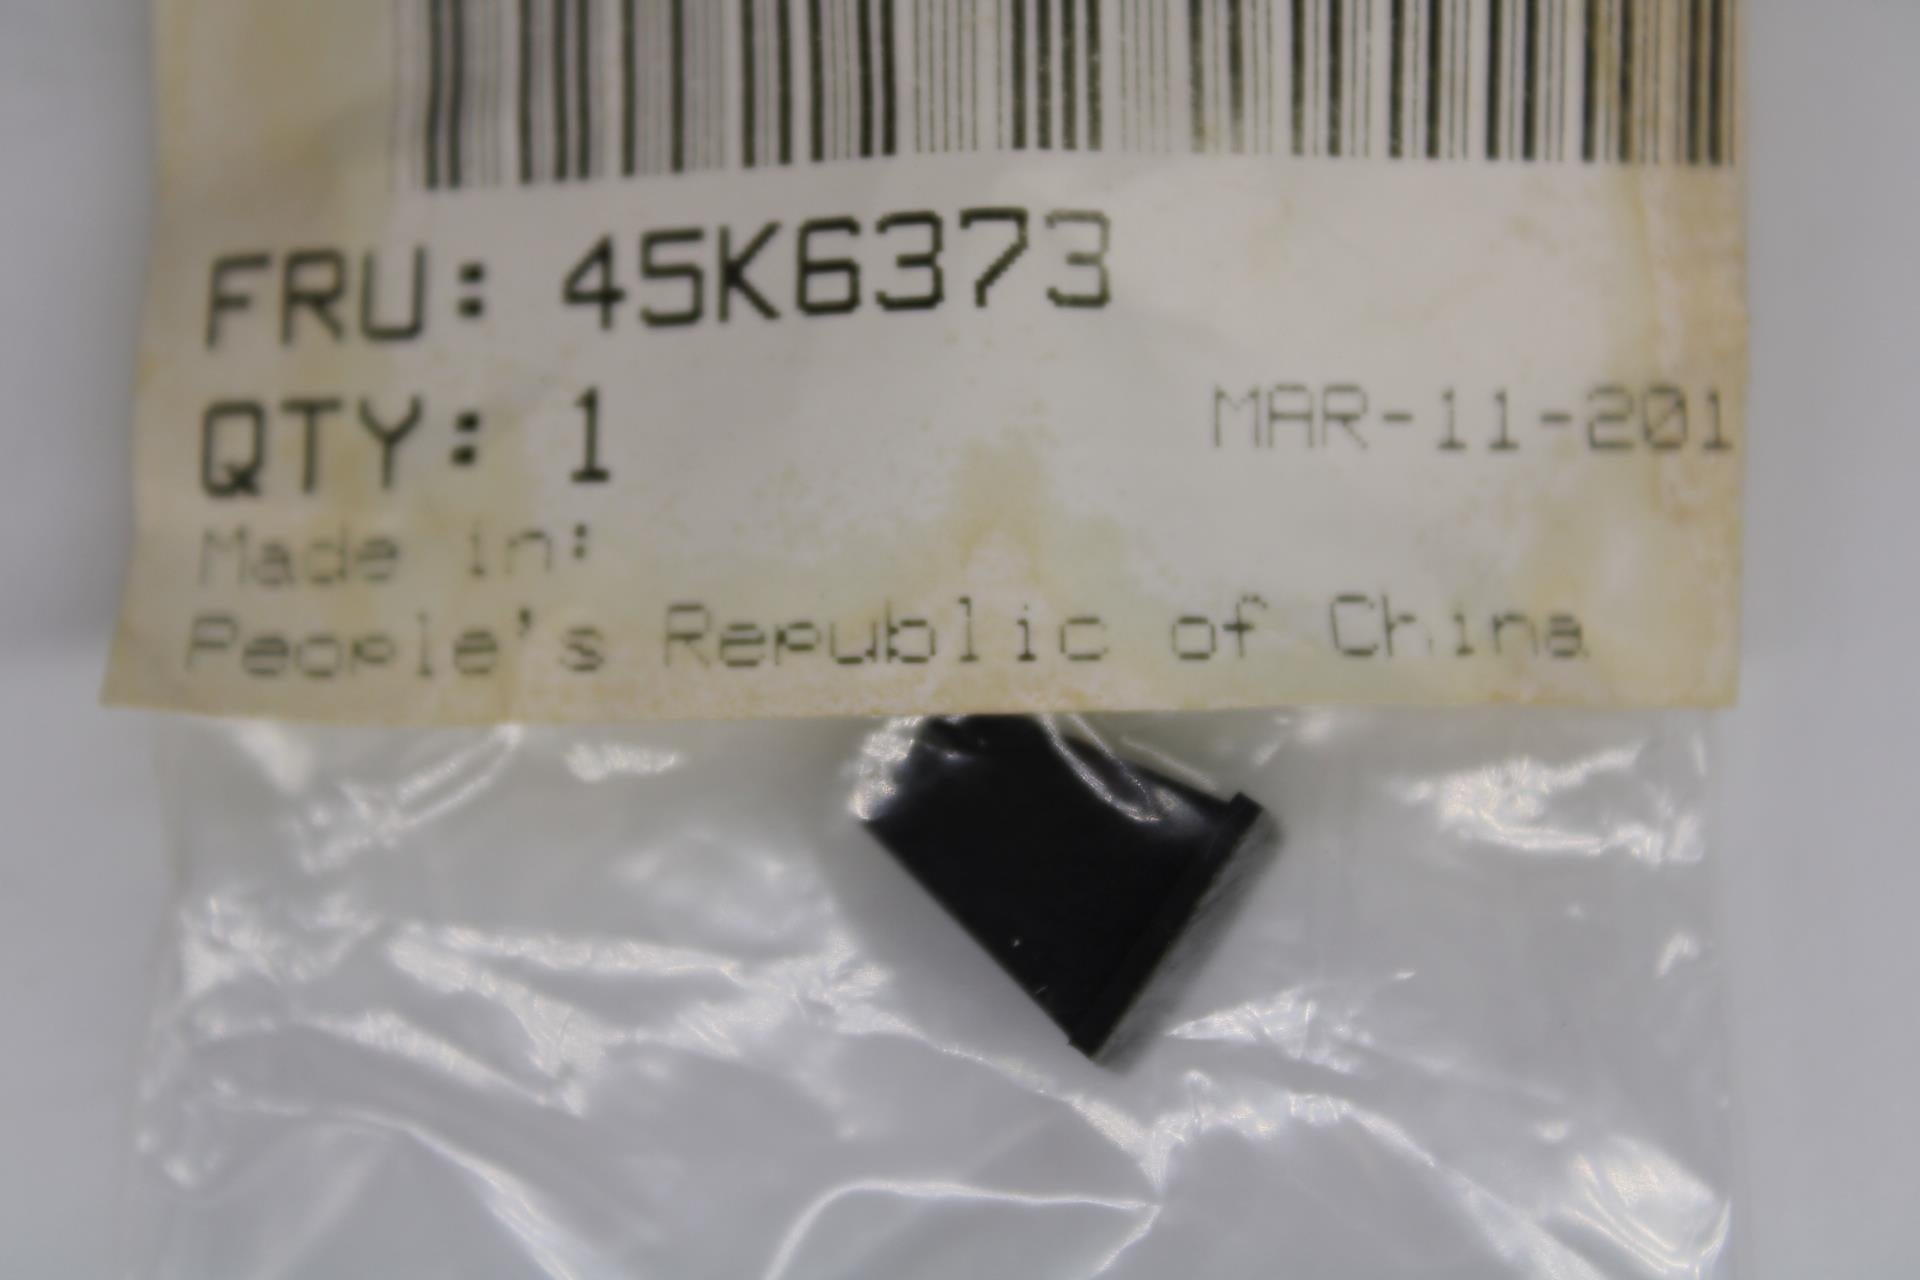 FRU: 45K6373
QTY: 1
MAR-11-201
Made in:
People's Republic of China